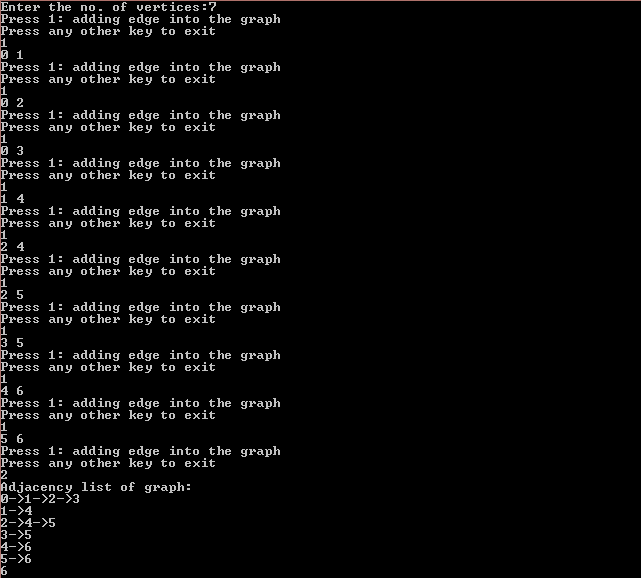 Enter the no. of vertices:7
Press 1: adding edge into the graph
Press any other key to exit
1
0 1
Press 1: adding edge into the graph
Press any other key to exit
1
0 2
Press 1: adding edge into the graph
Press any other key to exit
1
0 3
Press 1: adding edge into the graph
Press any other key to exit
1
1 4
Press 1: adding edge into the graph
Press any other key to exit
1
2 4
Press 1: adding edge into the graph
Press any other key to exit
1
2 5
Press 1: adding edge into the graph
Press any other key to exit
1
3 5
Press 1: adding edge into the graph
Press any other key to exit
1
4 6
Press 1: adding edge into the graph
Press any other key to exit
1
5 6
Press 1: adding edge into the graph
Press any other key to exit
2
Adjacency list of graph:
0->1->2->3
1->4
2->4->5
3->5
4->6
5->6
6